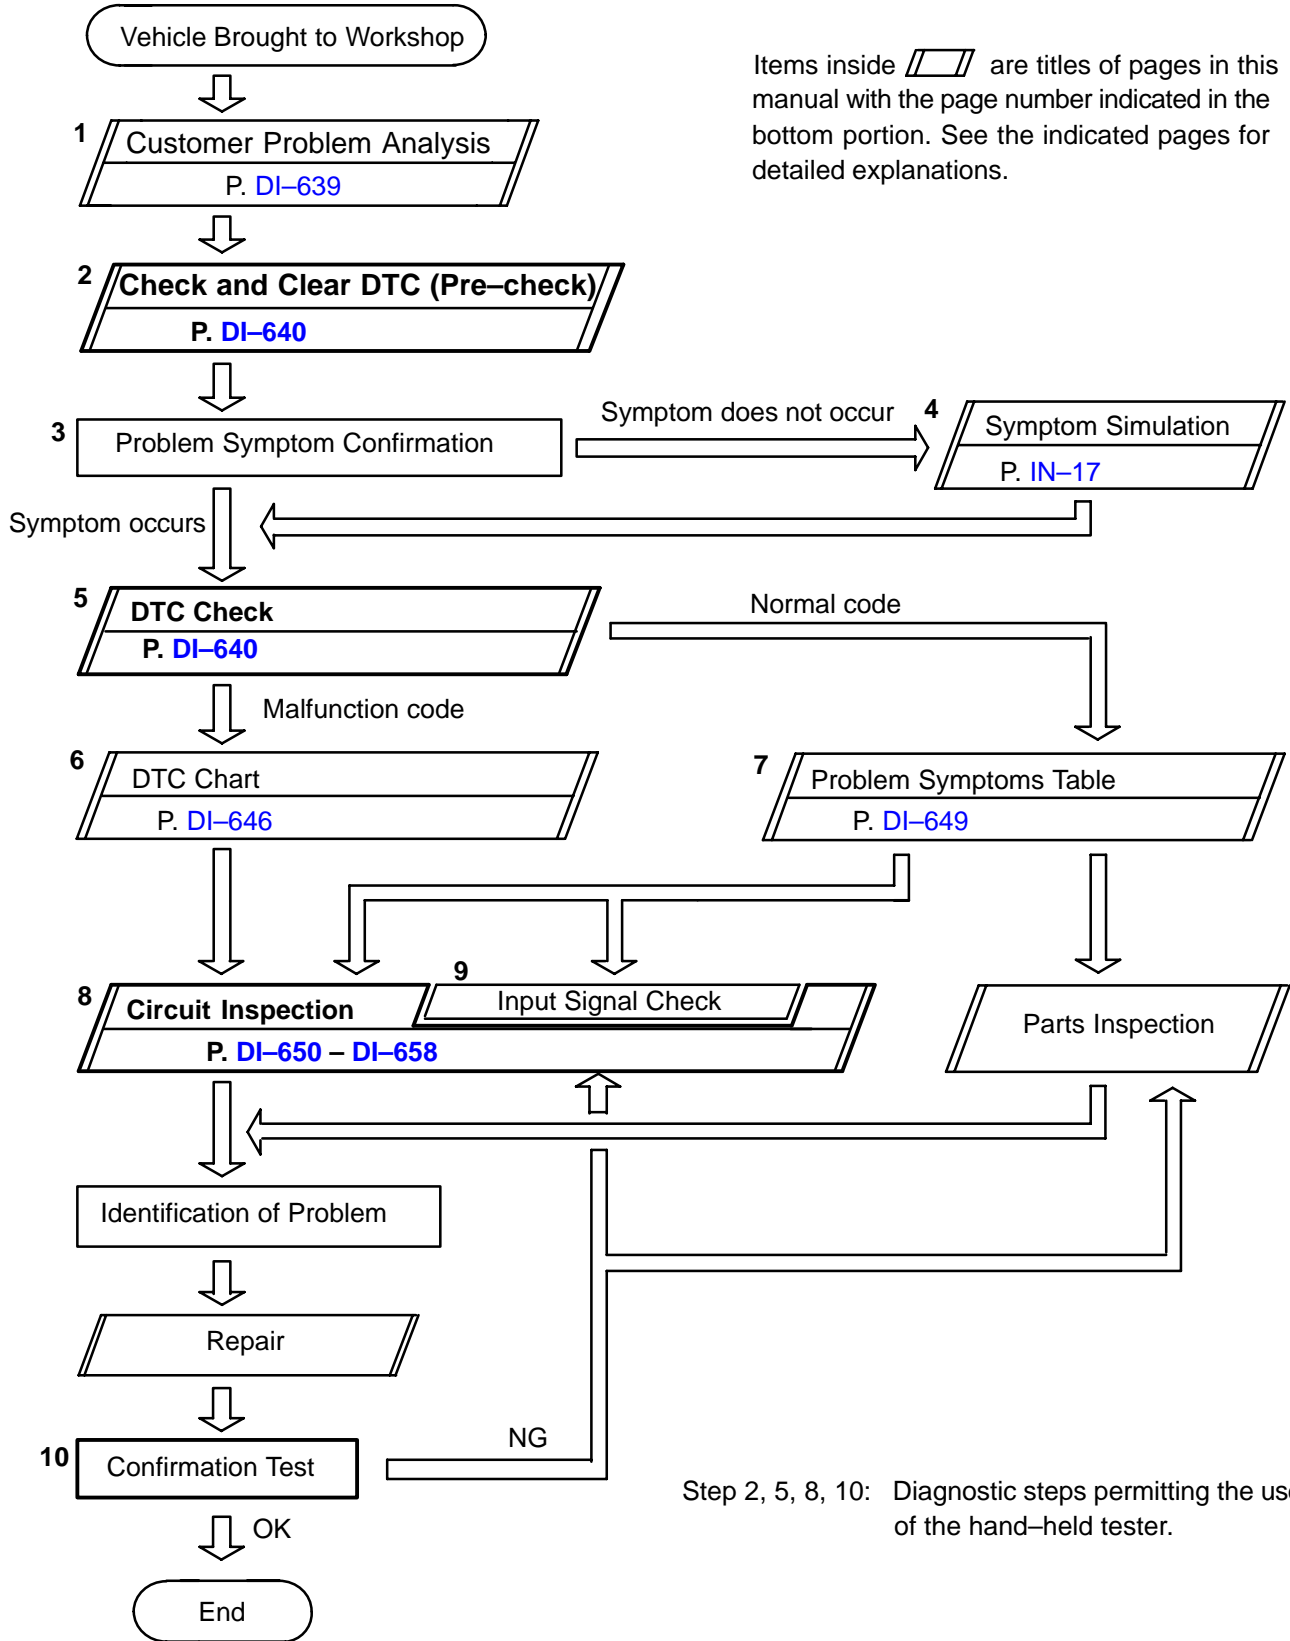 Vehicle Brought to Workshop
Items inside are titles of pages in this
manual with the page number indicated in the
bottom portion. See the indicated pages for
detailed explanations.
1
Customer Problem Analysis
P. DI–639
2
Check and Clear DTC (Pre–check)
P. DI–640
3
Problem Symptom Confirmation
Symptom does not occur
4
Symptom Simulation
P. IN–17
Symptom occurs
5
DTC Check
P. DI–640
Normal code
Malfunction code
6
DTC Chart
P. DI–646
7
Problem Symptoms Table
P. DI–649
8
Circuit Inspection
P. DI–650 – DI–658
9
Input Signal Check
Parts Inspection
Identification of Problem
Repair
10
Confirmation Test
NG
OK
End
Step 2, 5, 8, 10: Diagnostic steps permitting the use
of the hand–held tester.